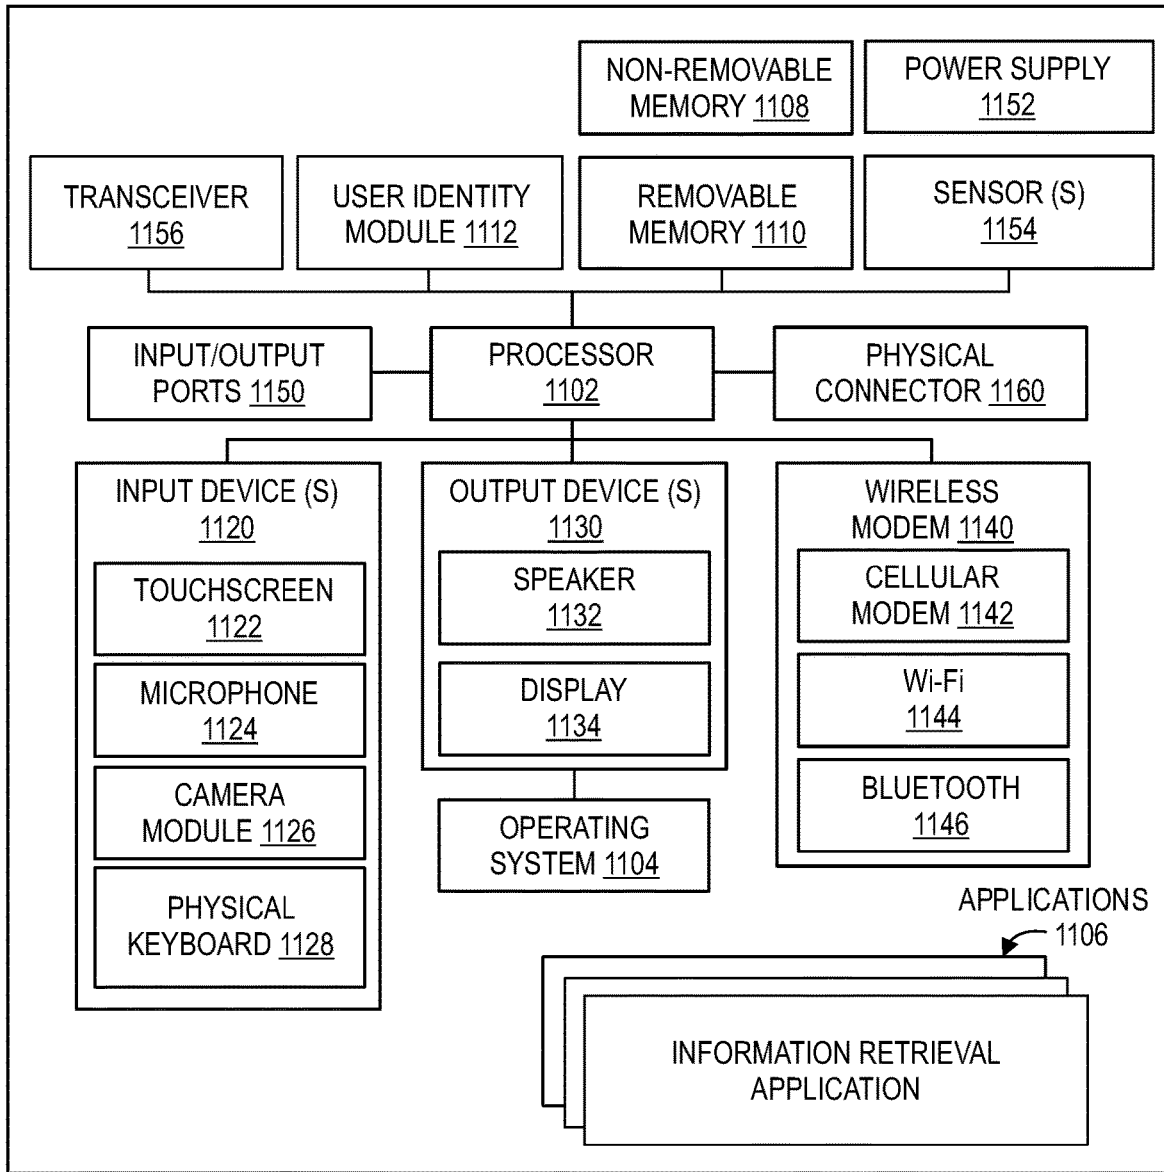 NON-REMOVABLE
MEMORY 1108
POWER SUPPLY
1152
TRANSCEIVER
1156
USER IDENTITY
MODULE 1112
REMOVABLE
MEMORY 1110
SENSOR (S)
1154
INPUT/OUTPUT
PORTS 1150
PROCESSOR
1102
PHYSICAL
CONNECTOR 1160
INPUT DEVICE (S)
1120
TOUCHSCREEN
1122
MICROPHONE
1124
CAMERA
MODULE 1126
PHYSICAL
KEYBOARD 1128
OUTPUT DEVICE (S)
1130
SPEAKER
1132
DISPLAY
1134
OPERATING
SYSTEM 1104
WIRELESS
MODEM 1140
CELLULAR
MODEM 1142
Wi-Fi
1144
BLUETOOTH
1146
APPLICATIONS
1106
INFORMATION RETRIEVAL
APPLICATION